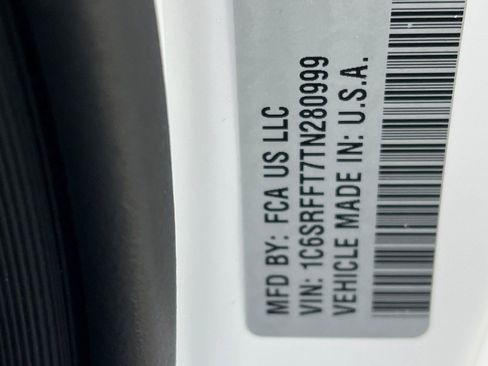 MFD BY: FCA US LLC
VIN: 1C6SRFFT7TN280999
VEHICLE MADE IN: U.S.A.